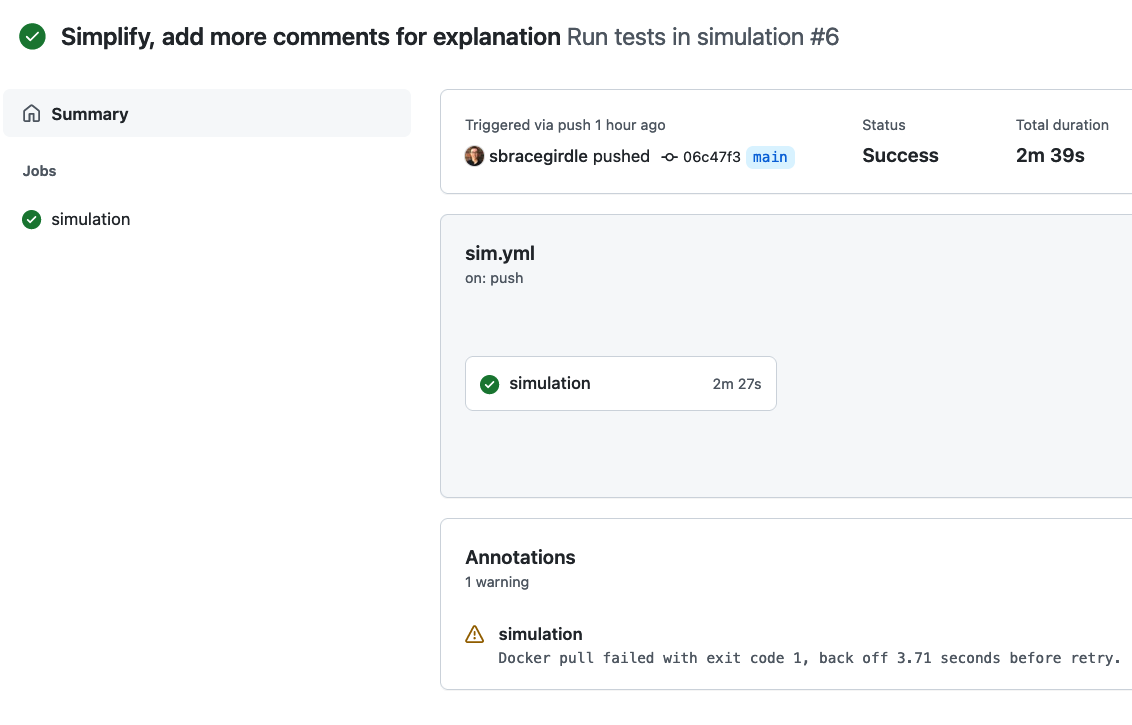 Simplify, add more comments for explanation Run tests in simulation #6
Summary
Jobs
simulation
Triggered via push 1 hour ago
sbracegirdle pushed 06c47f3 main
Status
Success
Total duration
2m 39s
sim.yml
on: push
simulation 2m 27s
Annotations
1 warning
simulation
Docker pull failed with exit code 1, back off 3.71 seconds before retry.